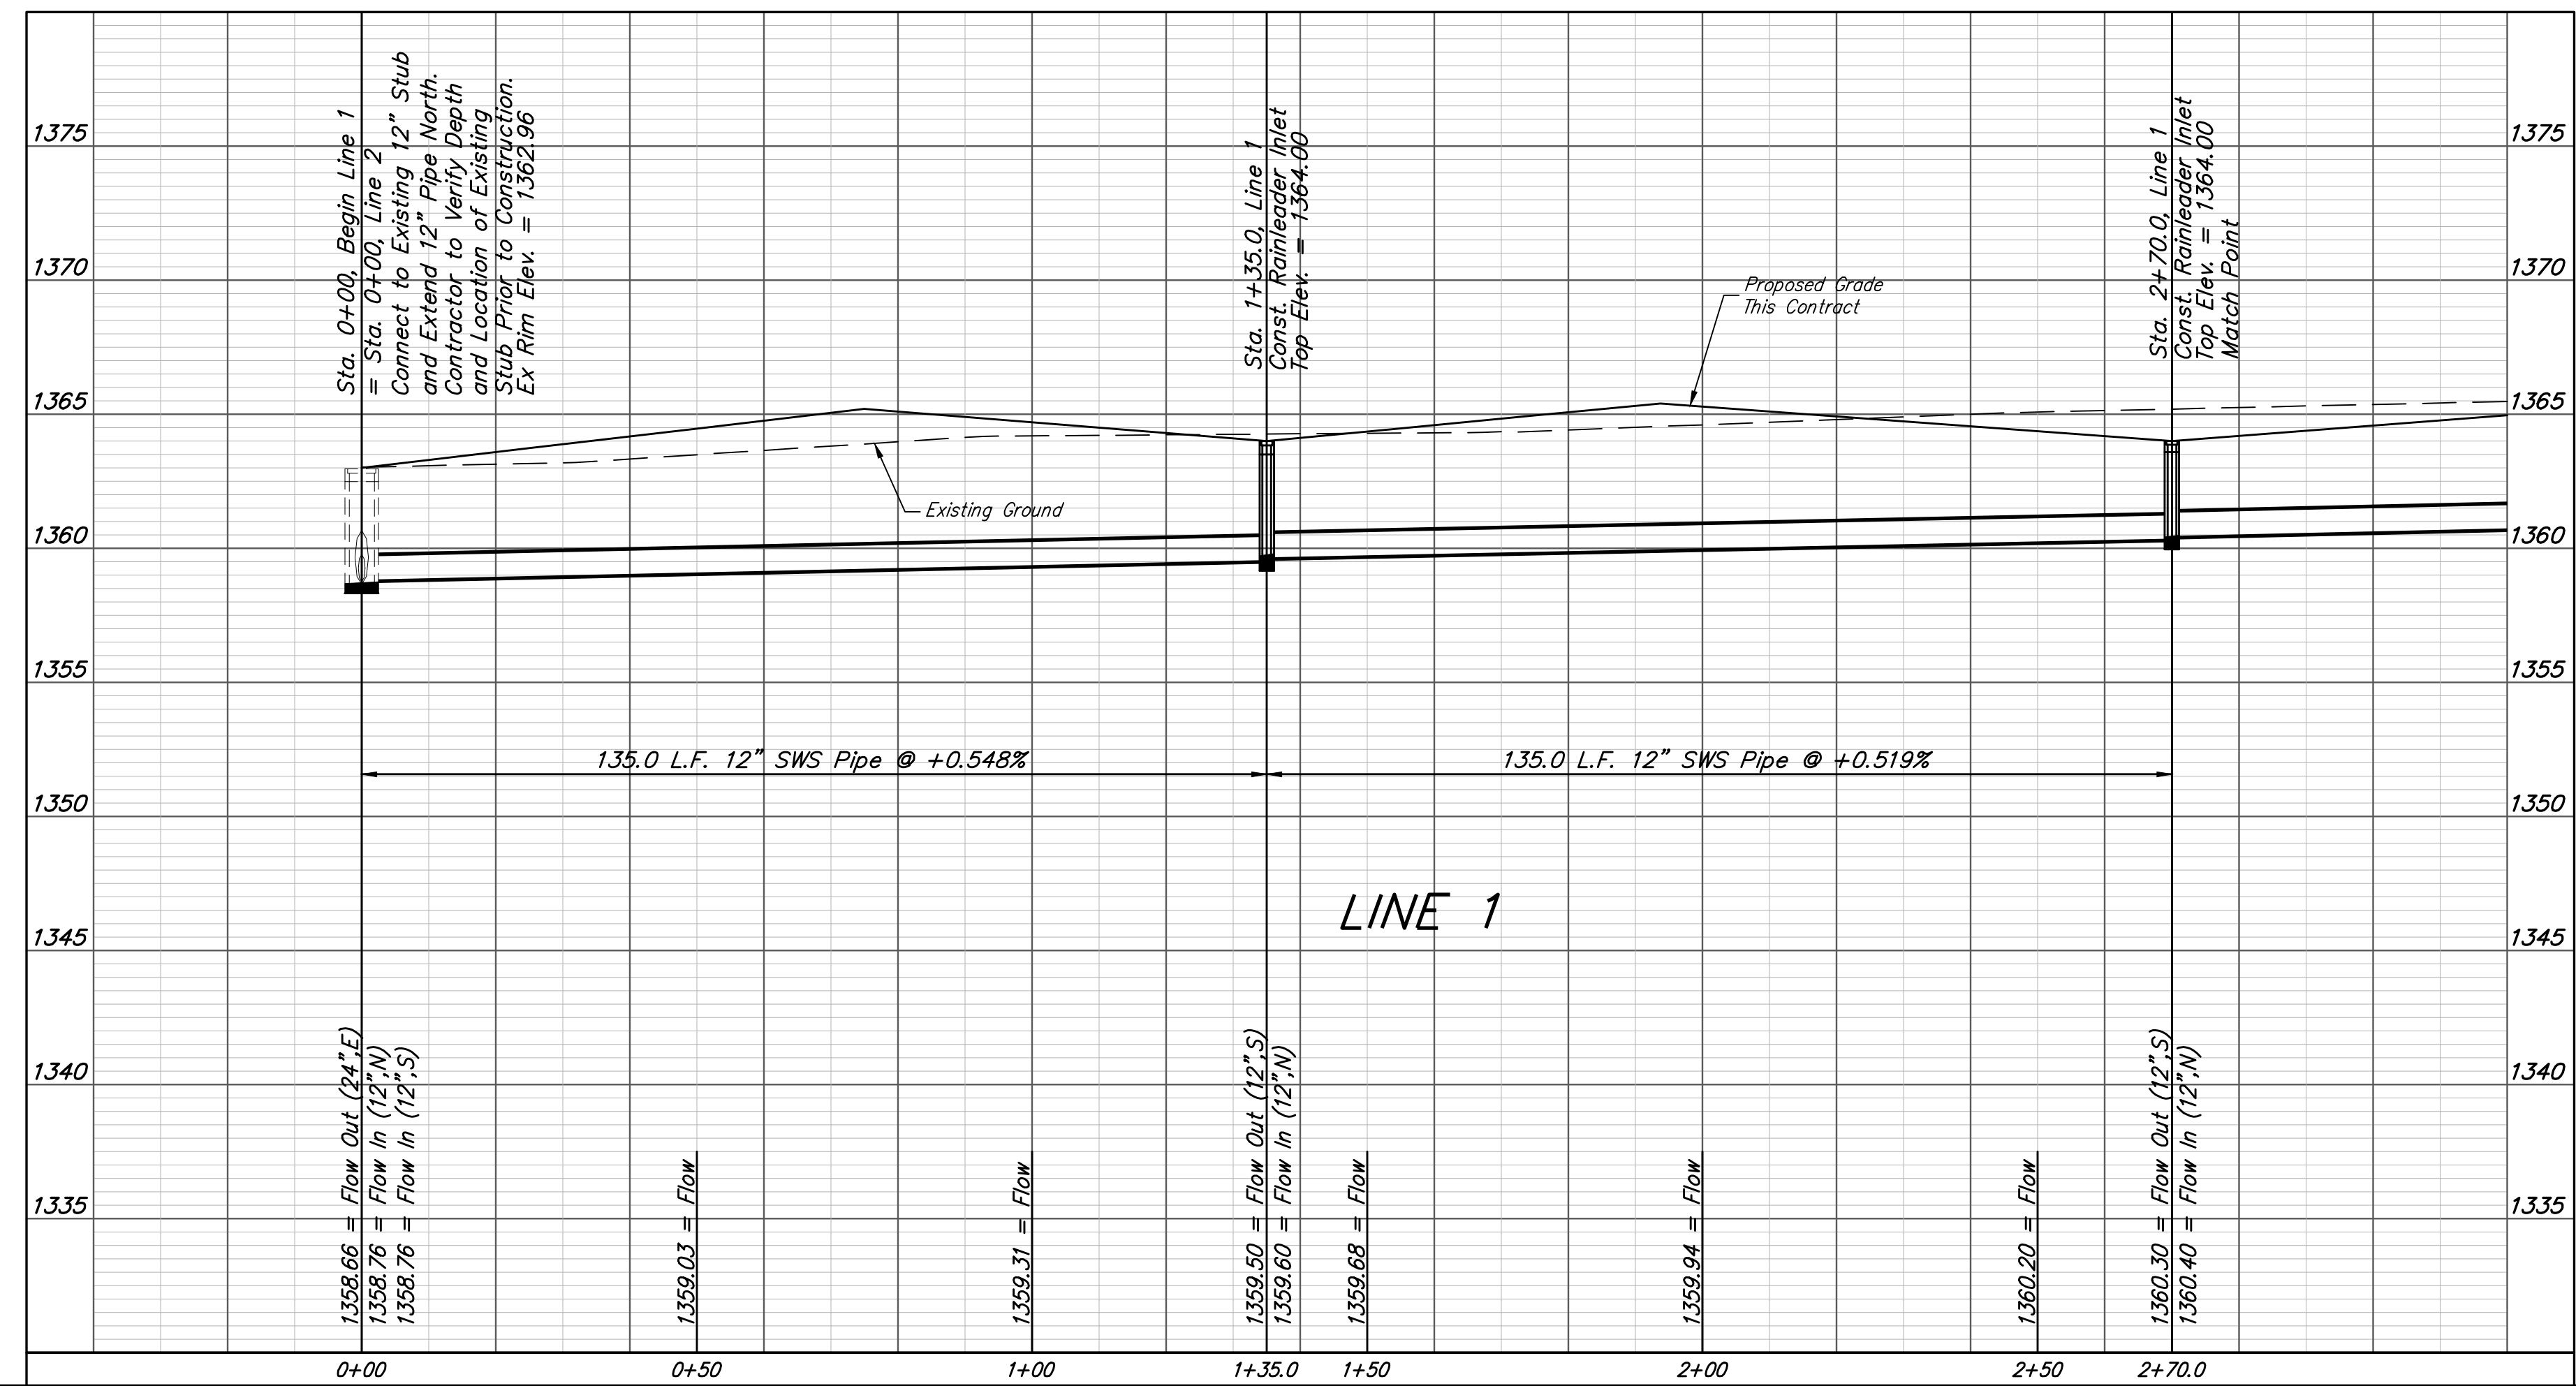 Sta. 0+00, Begin Line 1
= Sta. 0+00, Line 2
Connect to Existing 12" Stub
and Extend 12" Pipe North.
Contractor to Verify Depth
and Location of Existing
Stub Prior to Construction.
Ex Rim Elev. = 1362.96
Sta. 1+35.0, Line 1
Const. Rainleader Inlet
Top Elev. = 1364.00
Sta. 2+70.0, Line 1
Const. Rainleader Inlet
Top Elev. = 1364.00
Match Point
1375
1375
1370
1370
Proposed Grade
This Contract
1365
1365
Existing Ground
1360
1360
1355
1355
135.0 L.F. 12" SWS Pipe @ +0.548%
135.0 L.F. 12" SWS Pipe @ +0.519%
1350
1350
LINE 1
1345
1345
1340
1340
1335
1335
1358.66 = Flow Out (24",E)
1358.76 = Flow In (12",N)
1358.76 = Flow In (12",S)
1359.03 = Flow
1359.31 = Flow
1359.50 = Flow Out (12",S)
1359.60 = Flow In (12",N)
1359.68 = Flow
1359.94 = Flow
1360.20 = Flow
1360.30 = Flow Out (12",S)
1360.40 = Flow In (12",N)
0+00
0+50
1+00
1+35.0
1+50
2+00
2+50
2+70.0